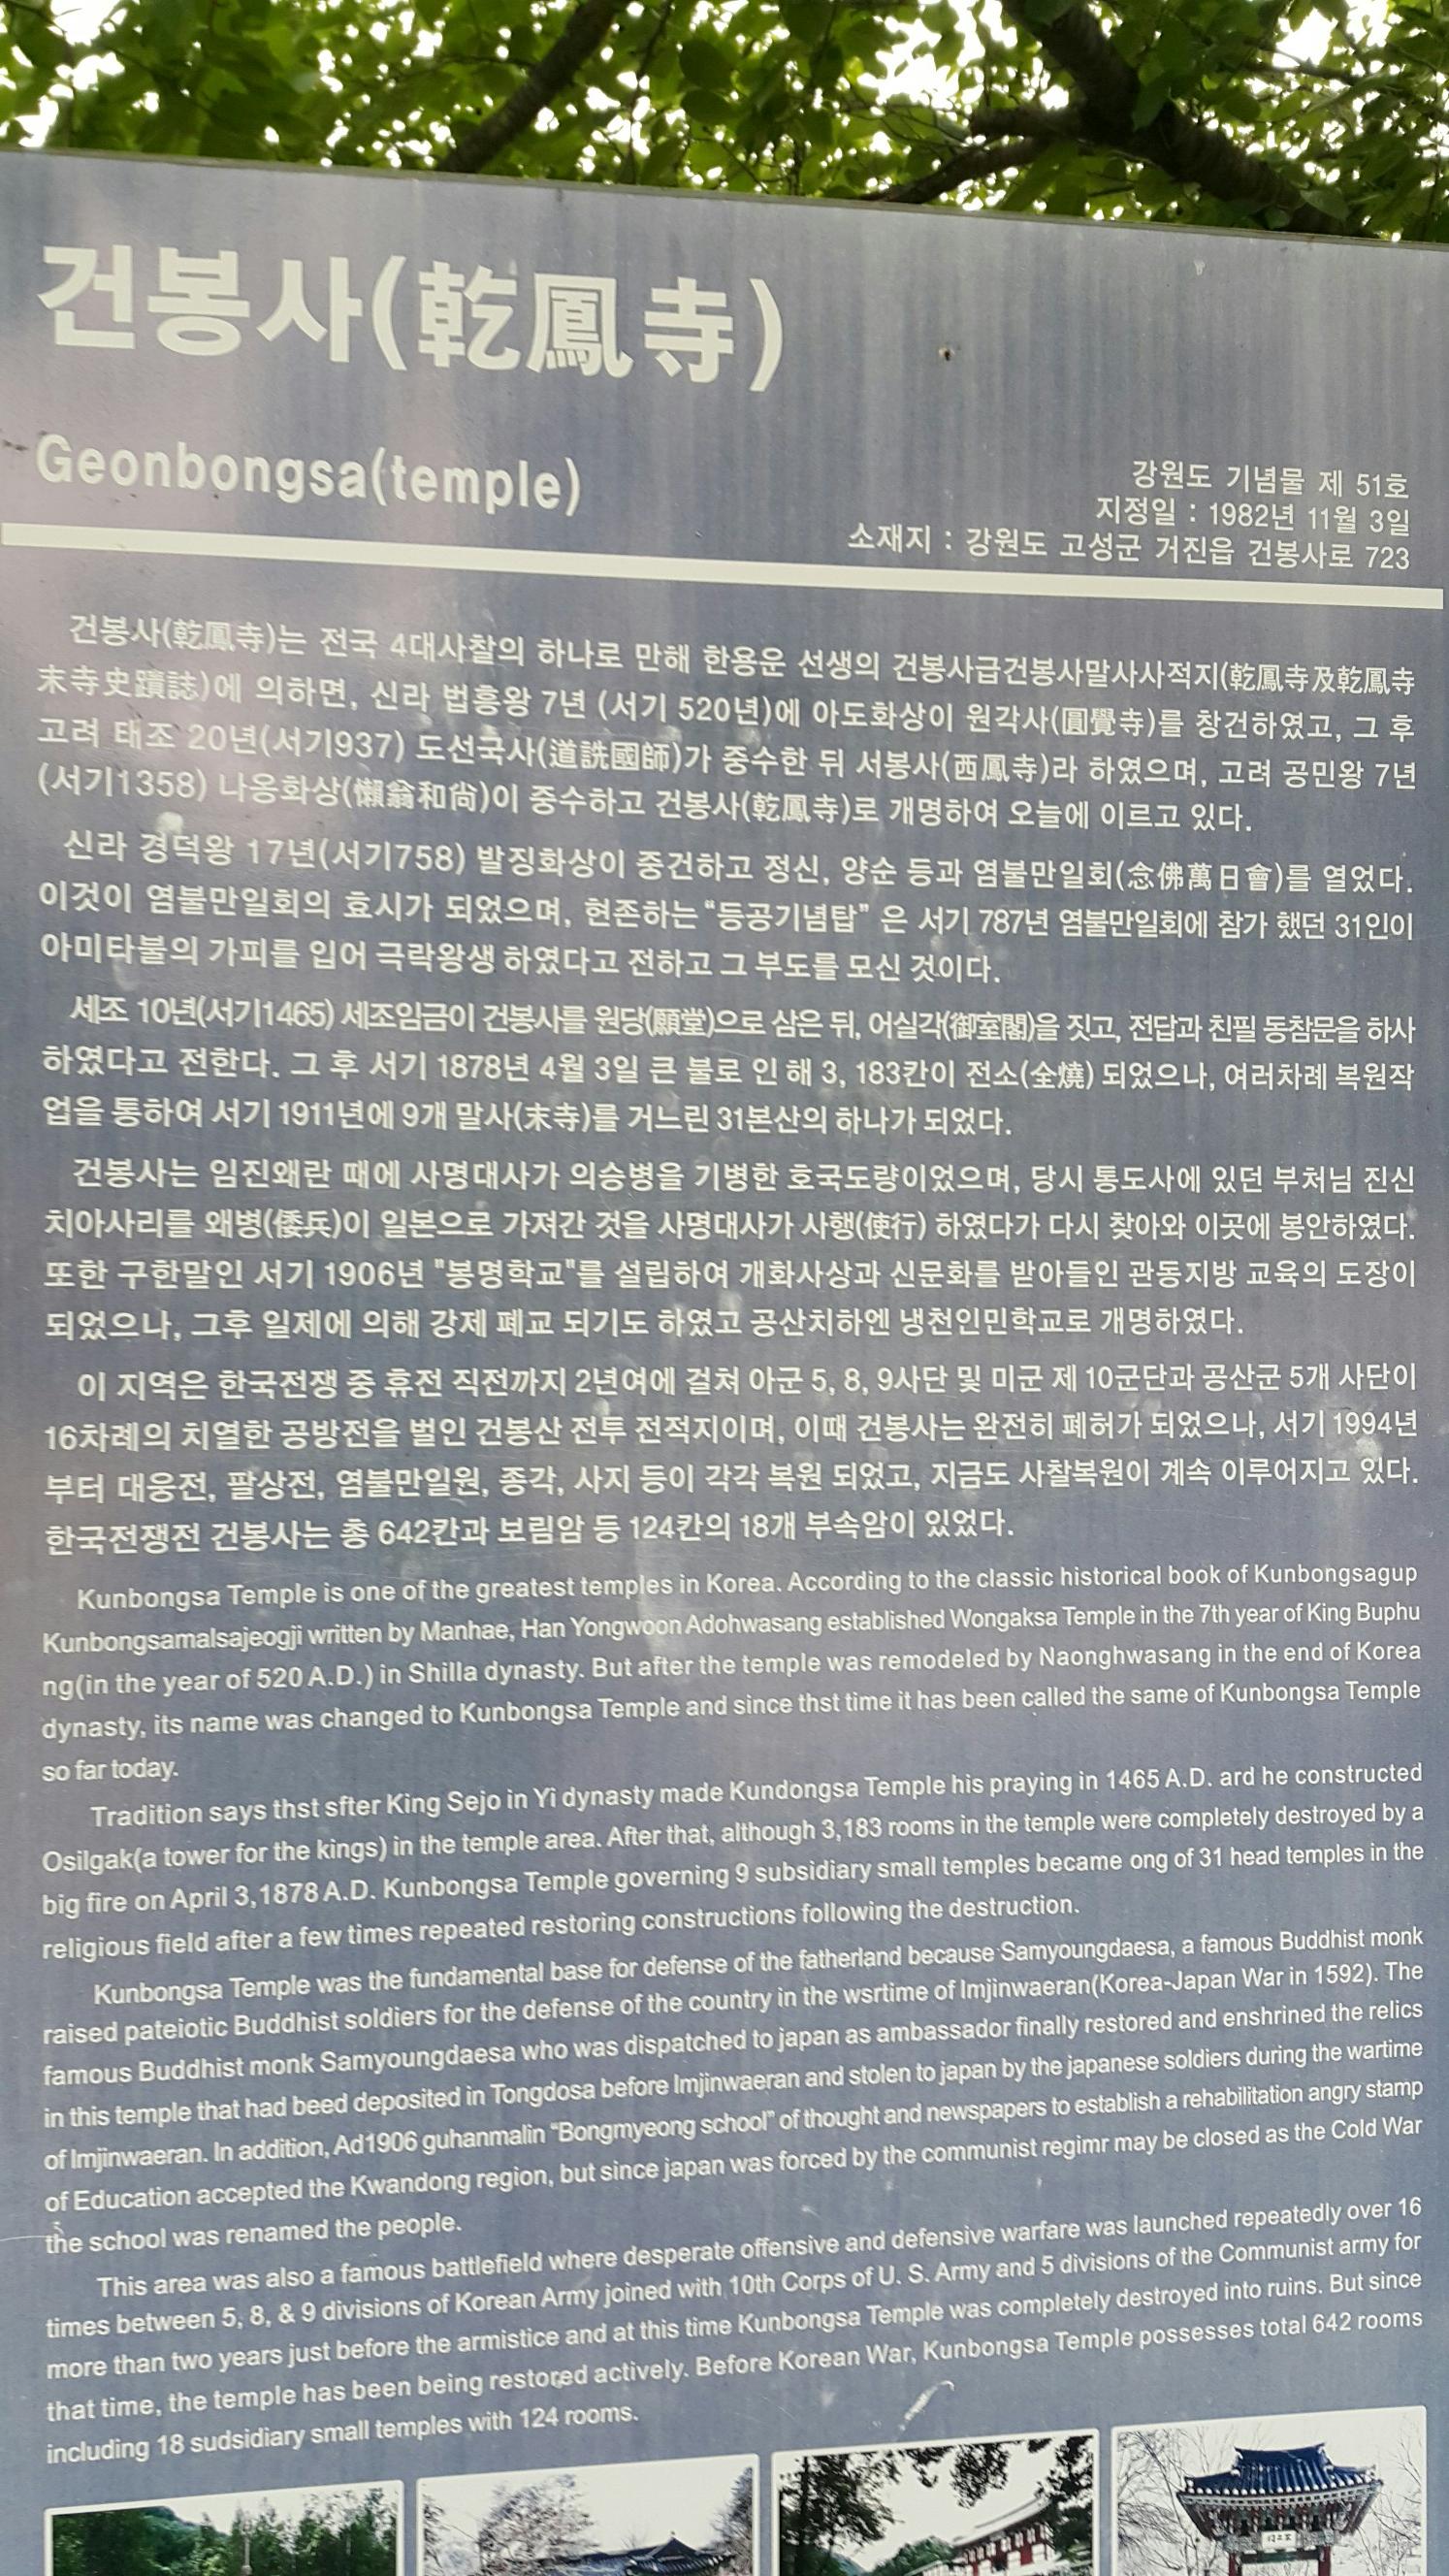 건봉사(乾鳳寺)
Geonbongsa(temple)
강원도 기념물 제 51호
지정일 : 1982년 11월 3일
소재지 : 강원도 고성군 거진읍 건봉사로 723
건봉사(乾鳳寺)는 전국 4대사찰의 하나로 만해 한용운 선생의 건봉사급건봉사말사사적지(乾鳳寺及乾鳳寺
末寺史蹟誌)에 의하면, 신라 법흥왕 7년 (서기 520년)에 아도화상이 원각사(圓覺寺)를 창건하였고, 그 후
고려 태조 20년(서기937) 도선국사(道詵國師)가 중수한 뒤 서봉사(西鳳寺)라 하였으며, 고려 공민왕 7년
(서기1358) 나옹화상(懶翁和尙)이 중수하고 건봉사(乾鳳寺)로 개명하여 오늘에 이르고 있다.
신라 경덕왕 17년(서기758) 발징화상이 중건하고 정신, 양순 등과 염불만일회(念佛萬日會)를 열었다.
이것이 염불만일회의 효시가 되었으며, 현존하는 “등공기념탑” 은 서기 787년 염불만일회에 참가 했던 31인이
아미타불의 가피를 입어 극락왕생 하였다고 전하고 그 부도를 모신 것이다.
세조 10년(서기1465) 세조임금이 건봉사를 원당(願堂)으로 삼은 뒤, 어실각(御室閣)을 짓고, 전답과 친필 동참문을 하사
하였다고 전한다. 그 후 서기 1878년 4월 3일 큰 불로 인 해 3, 183칸이 전소(全燒) 되었으나, 여러차례 복원작
업을 통하여 서기 1911년에 9개 말사(末寺)를 거느린 31본산의 하나가 되었다.
건봉사는 임진왜란 때에 사명대사가 의승병을 기병한 호국도량이었으며, 당시 통도사에 있던 부처님 진신
치아사리를 왜병(倭兵)이 일본으로 가져간 것을 사명대사가 사행(使行) 하였다가 다시 찾아와 이곳에 봉안하였다.
또한 구한말인 서기 1906년 "봉명학교"를 설립하여 개화사상과 신문화를 받아들인 관동지방 교육의 도장이
되었으나, 그후 일제에 의해 강제 폐교 되기도 하였고 공산치하엔 냉천인민학교로 개명하였다.
이 지역은 한국전쟁 중 휴전 직전까지 2년여에 걸쳐 아군 5, 8, 9사단 및 미군 제 10군단과 공산군 5개 사단이
16차례의 치열한 공방전을 벌인 건봉산 전투 전적지이며, 이때 건봉사는 완전히 폐허가 되었으나, 서기 1994년
부터 대웅전, 팔상전, 염불만일원, 종각, 사지 등이 각각 복원 되었고, 지금도 사찰복원이 계속 이루어지고 있다.
한국전쟁전 건봉사는 총 642칸과 보림암 등 124칸의 18개 부속암이 있었다.
Kunbongsa Temple is one of the greatest temples in Korea. According to the classic historical book of Kunbongsagup
Kunbongsamalsajeogji written by Manhae, Han Yongwoon Adohwasang established Wongaksa Temple in the 7th year of King Buphu
ng(in the year of 520 A.D.) in Shilla dynasty. But after the temple was remodeled by Naonghwasang in the end of Korea
dynasty, its name was changed to Kunbongsa Temple and since thst time it has been called the same of Kunbongsa Temple
so far today.
Tradition says thst sfter King Sejo in Yi dynasty made Kundongsa Temple his praying in 1465 A.D. ard he constructed
Osilgak(a tower for the kings) in the temple area. After that, although 3,183 rooms in the temple were completely destroyed by a
big fire on April 3,1878 A.D. Kunbongsa Temple governing 9 subsidiary small temples became ong of 31 head temples in the
religious field after a few times repeated restoring constructions following the destruction.
Kunbongsa Temple was the fundamental base for defense of the fatherland because Samyoungdaesa, a famous Buddhist monk
raised pateiotic Buddhist soldiers for the defense of the country in the wsrtime of Imjinwaeran(Korea-Japan War in 1592). The
famous Buddhist monk Samyoungdaesa who was dispatched to japan as ambassador finally restored and enshrined the relics
in this temple that had beed deposited in Tongdosa before Imjinwaeran and stolen to japan by the japanese soldiers during the wartime
of Imjinwaeran. In addition, Ad1906 guhanmalin “Bongmyeong school” of thought and newspapers to establish a rehabilitation angry stamp
of Education accepted the Kwandong region, but since japan was forced by the communist regimr may be closed as the Cold War
the school was renamed the people.
This area was also a famous battlefield where desperate offensive and defensive warfare was launched repeatedly over 16
times between 5, 8, & 9 divisions of Korean Army joined with 10th Corps of U. S. Army and 5 divisions of the Communist army for
more than two years just before the armistice and at this time Kunbongsa Temple was completely destroyed into ruins. But since
that time, the temple has been being restored actively. Before Korean War, Kunbongsa Temple possesses total 642 rooms
including 18 sudsidiary small temples with 124 rooms.